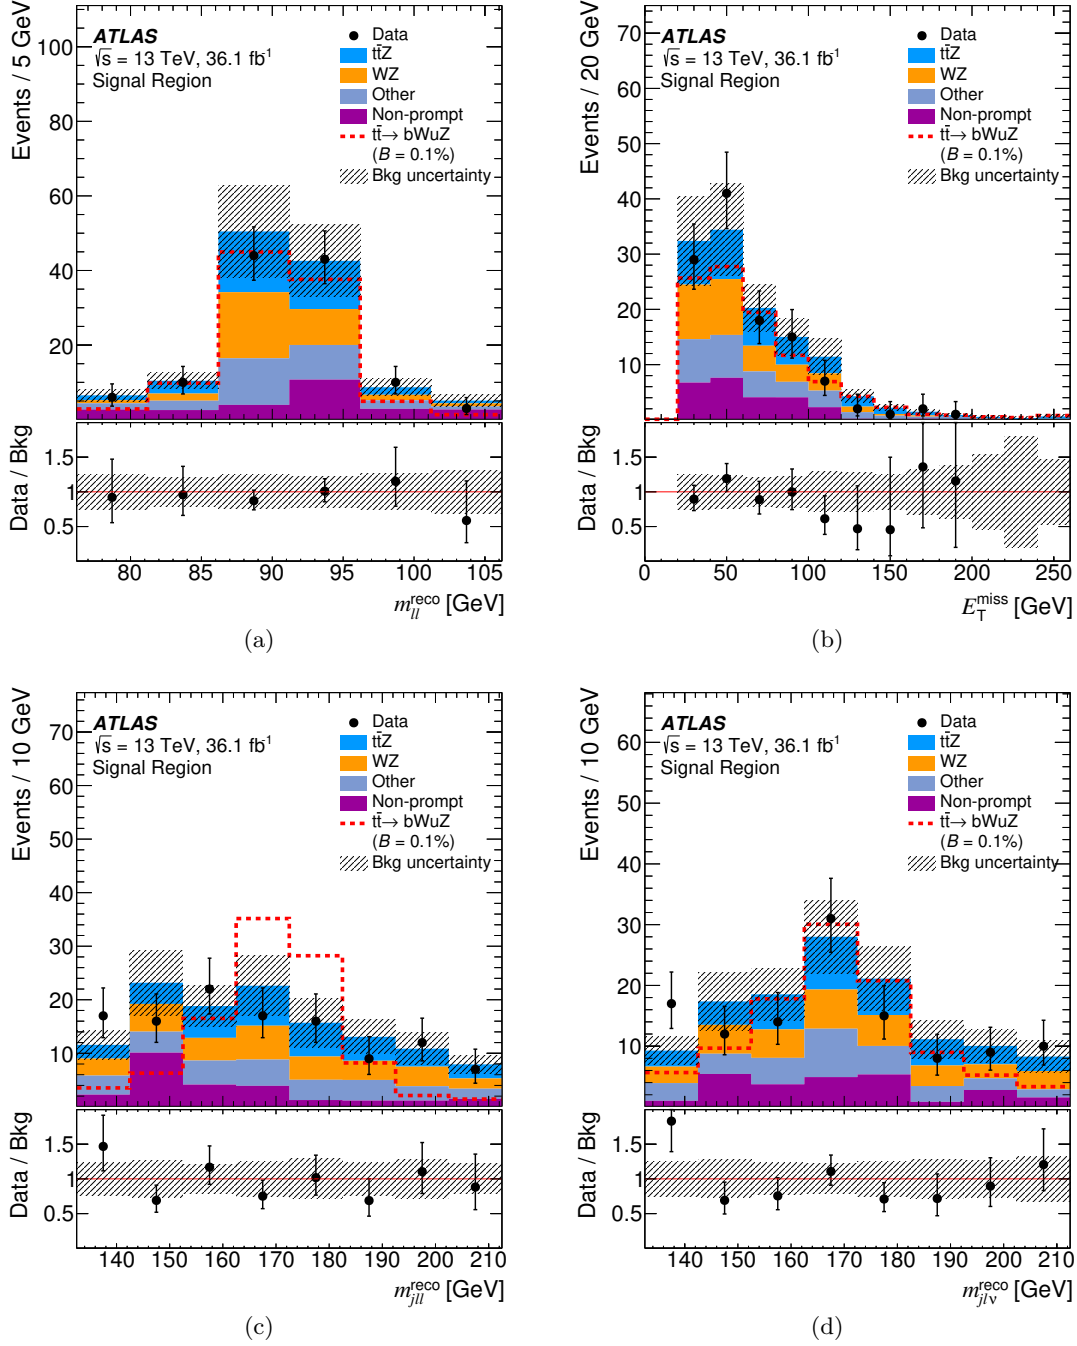 Events / 5 GeV
100
80
60
40
20
ATLAS
√s = 13 TeV, 36.1 fb⁻¹
Signal Region
Data
tt̄Z
WZ
Other
Non-prompt
tt̄→ bWuZ
(B = 0.1%)
Bkg uncertainty
Data / Bkg
1.5
1
0.5
80 85 90 95 100 105
m_ll^reco [GeV]
(a)
Events / 20 GeV
70
60
50
40
30
20
10
ATLAS
√s = 13 TeV, 36.1 fb⁻¹
Signal Region
Data
tt̄Z
WZ
Other
Non-prompt
tt̄→ bWuZ
(B = 0.1%)
Bkg uncertainty
Data / Bkg
1.5
1
0.5
0 50 100 150 200 250
E_T^miss [GeV]
(b)
Events / 10 GeV
70
60
50
40
30
20
10
ATLAS
√s = 13 TeV, 36.1 fb⁻¹
Signal Region
Data
tt̄Z
WZ
Other
Non-prompt
tt̄→ bWuZ
(B = 0.1%)
Bkg uncertainty
Data / Bkg
1.5
1
0.5
140 150 160 170 180 190 200 210
m_jll^reco [GeV]
(c)
Events / 10 GeV
60
50
40
30
20
10
ATLAS
√s = 13 TeV, 36.1 fb⁻¹
Signal Region
Data
tt̄Z
WZ
Other
Non-prompt
tt̄→ bWuZ
(B = 0.1%)
Bkg uncertainty
Data / Bkg
1.5
1
0.5
140 150 160 170 180 190 200 210
m_jlν^reco [GeV]
(d)